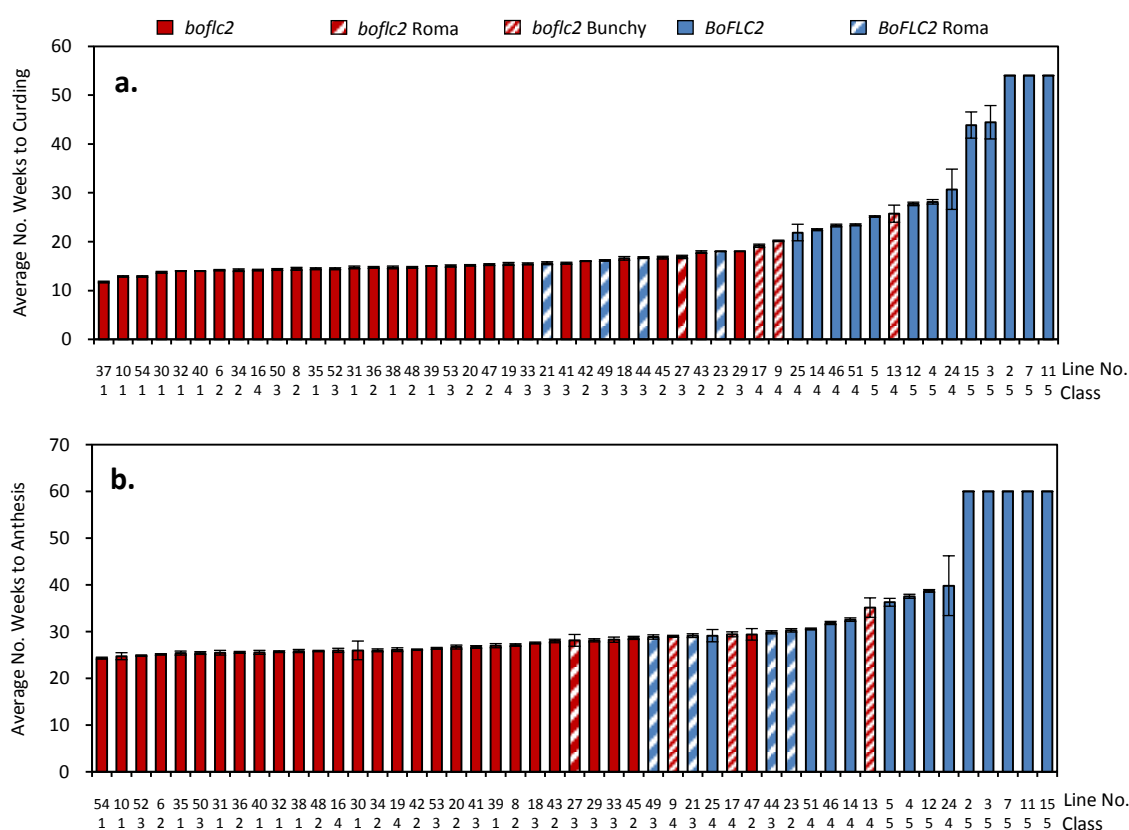 boflc2 boflc2 Roma boflc2 Bunchy BoFLC2 BoFLC2 Roma
a.
Average No. Weeks to Curding
60
50
40
30
20
10
0
37 10 54 30 32 40 6 34 16 50 8 35 52 31 36 38 48 39 53 20 47 19 33 21 41 42 49 18 44 45 27 43 23 29 17 9 25 14 46 51 5 13 12 4 24 15 3 2 7 11 Line No.
1 1 1 1 1 1 2 2 4 3 2 1 3 1 2 1 2 1 3 2 2 4 3 3 3 2 3 3 3 2 3 2 2 3 4 4 4 4 4 4 5 4 5 5 4 5 5 5 5 5 Class
b.
Average No. Weeks to Anthesis
70
60
50
40
30
20
10
0
54 10 52 6 35 50 31 36 40 32 38 48 16 30 34 19 42 53 20 41 39 8 18 43 27 29 33 45 49 9 21 25 17 47 44 23 51 46 14 13 5 4 12 24 2 3 7 11 15 Line No.
1 1 3 2 1 3 1 2 1 1 1 2 4 1 2 4 2 3 2 3 1 2 3 2 3 3 3 2 3 4 3 4 4 2 3 2 4 4 4 4 5 5 5 4 5 5 5 5 5 Class